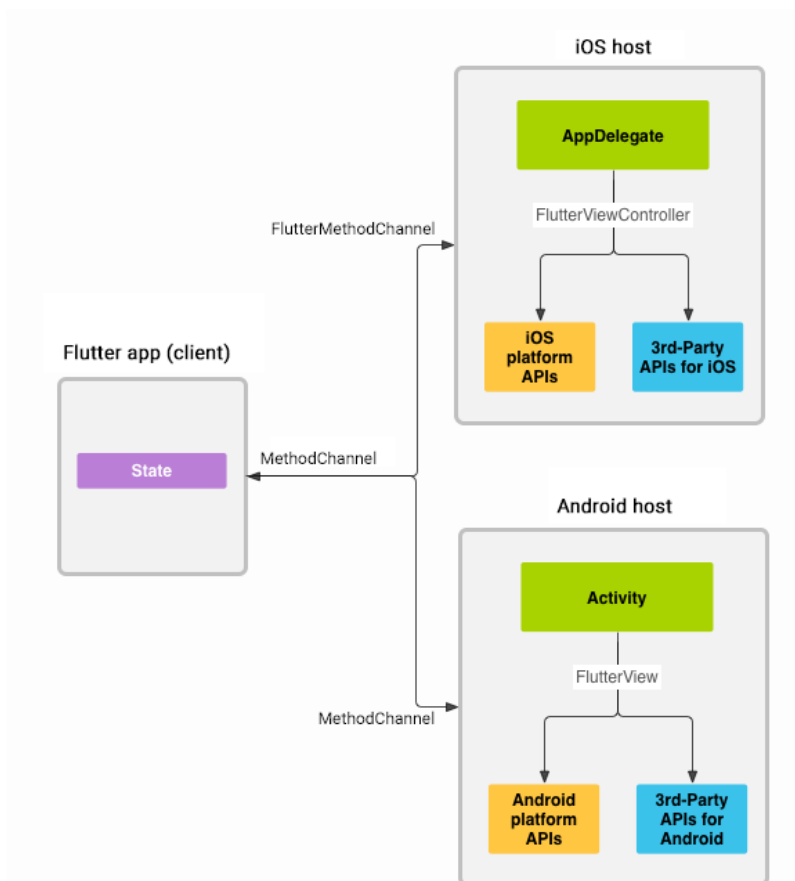 iOS host
AppDelegate
FlutterViewController
FlutterMethodChannel
iOS
platform
APIs
3rd-Party
APIs for iOS
Flutter app (client)
State
MethodChannel
Android host
Activity
FlutterView
MethodChannel
Android
platform
APIs
3rd-Party
APIs for
Android